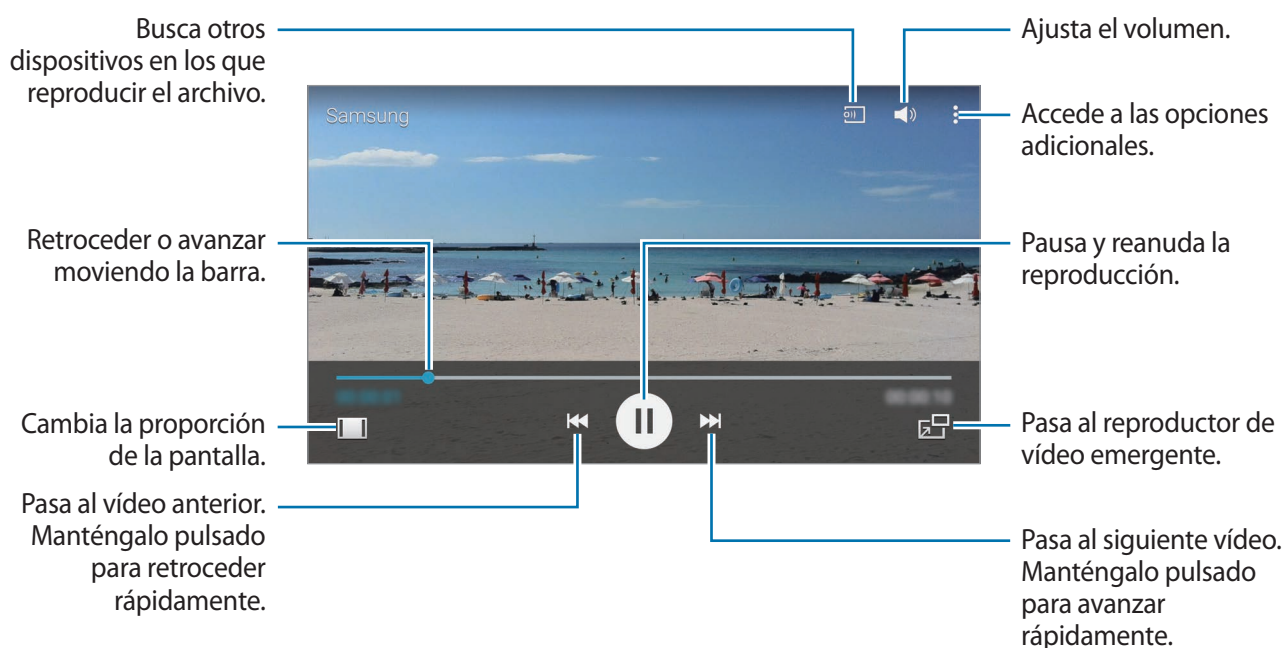 Busca otros
dispositivos en los que
reproducir el archivo.
Ajusta el volumen.
Samsung
Accede a las opciones
adicionales.
Retroceder o avanzar
moviendo la barra.
Pausa y reanuda la
reproducción.
Cambia la proporción
de la pantalla.
Pasa al reproductor de
vídeo emergente.
Pasa al vídeo anterior.
Manténgalo pulsado
para retroceder
rápidamente.
Pasa al siguiente vídeo.
Manténgalo pulsado
para avanzar
rápidamente.